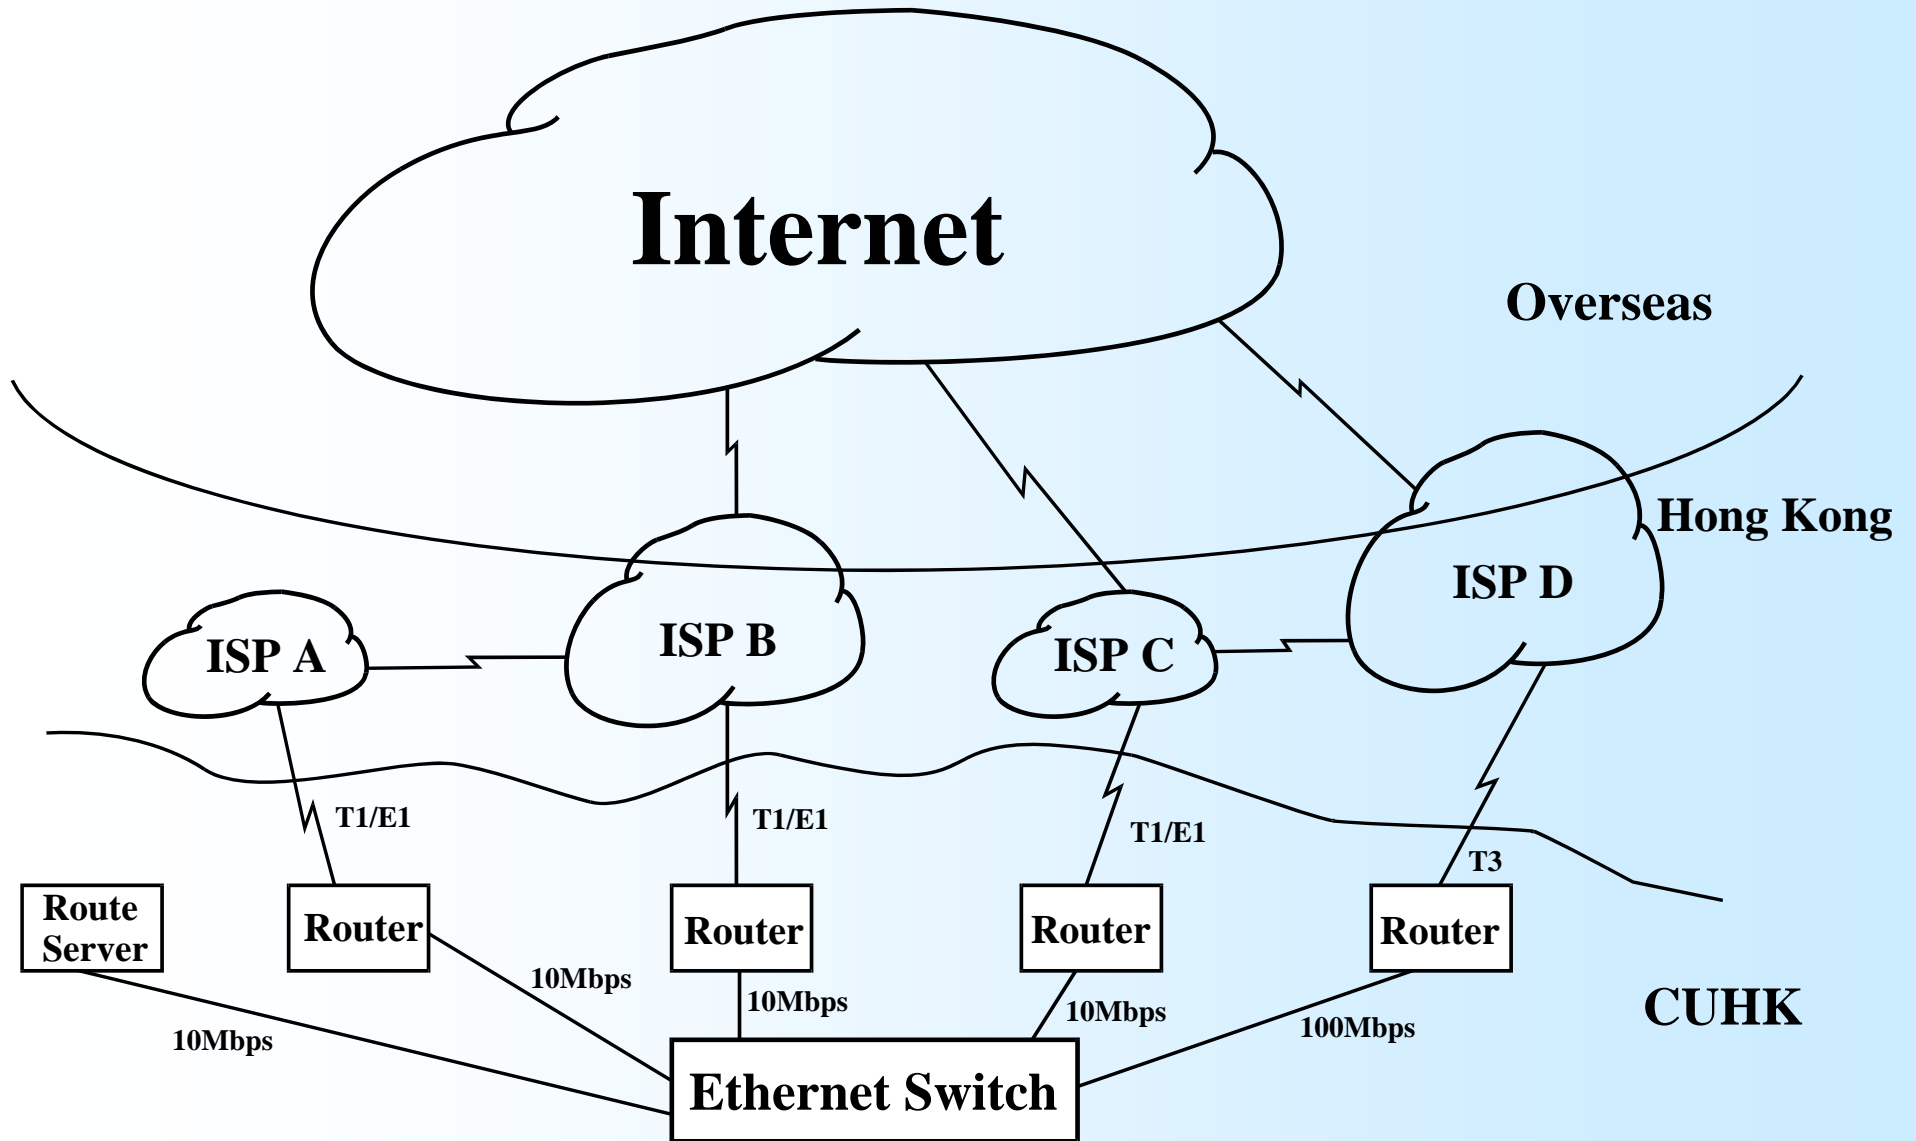 Internet
Overseas
Hong Kong
ISP A
ISP B
ISP C
ISP D
T1/E1
T1/E1
T1/E1
T3
Route
Server
Router
Router
Router
Router
10Mbps
10Mbps
10Mbps
10Mbps
100Mbps
CUHK
Ethernet Switch